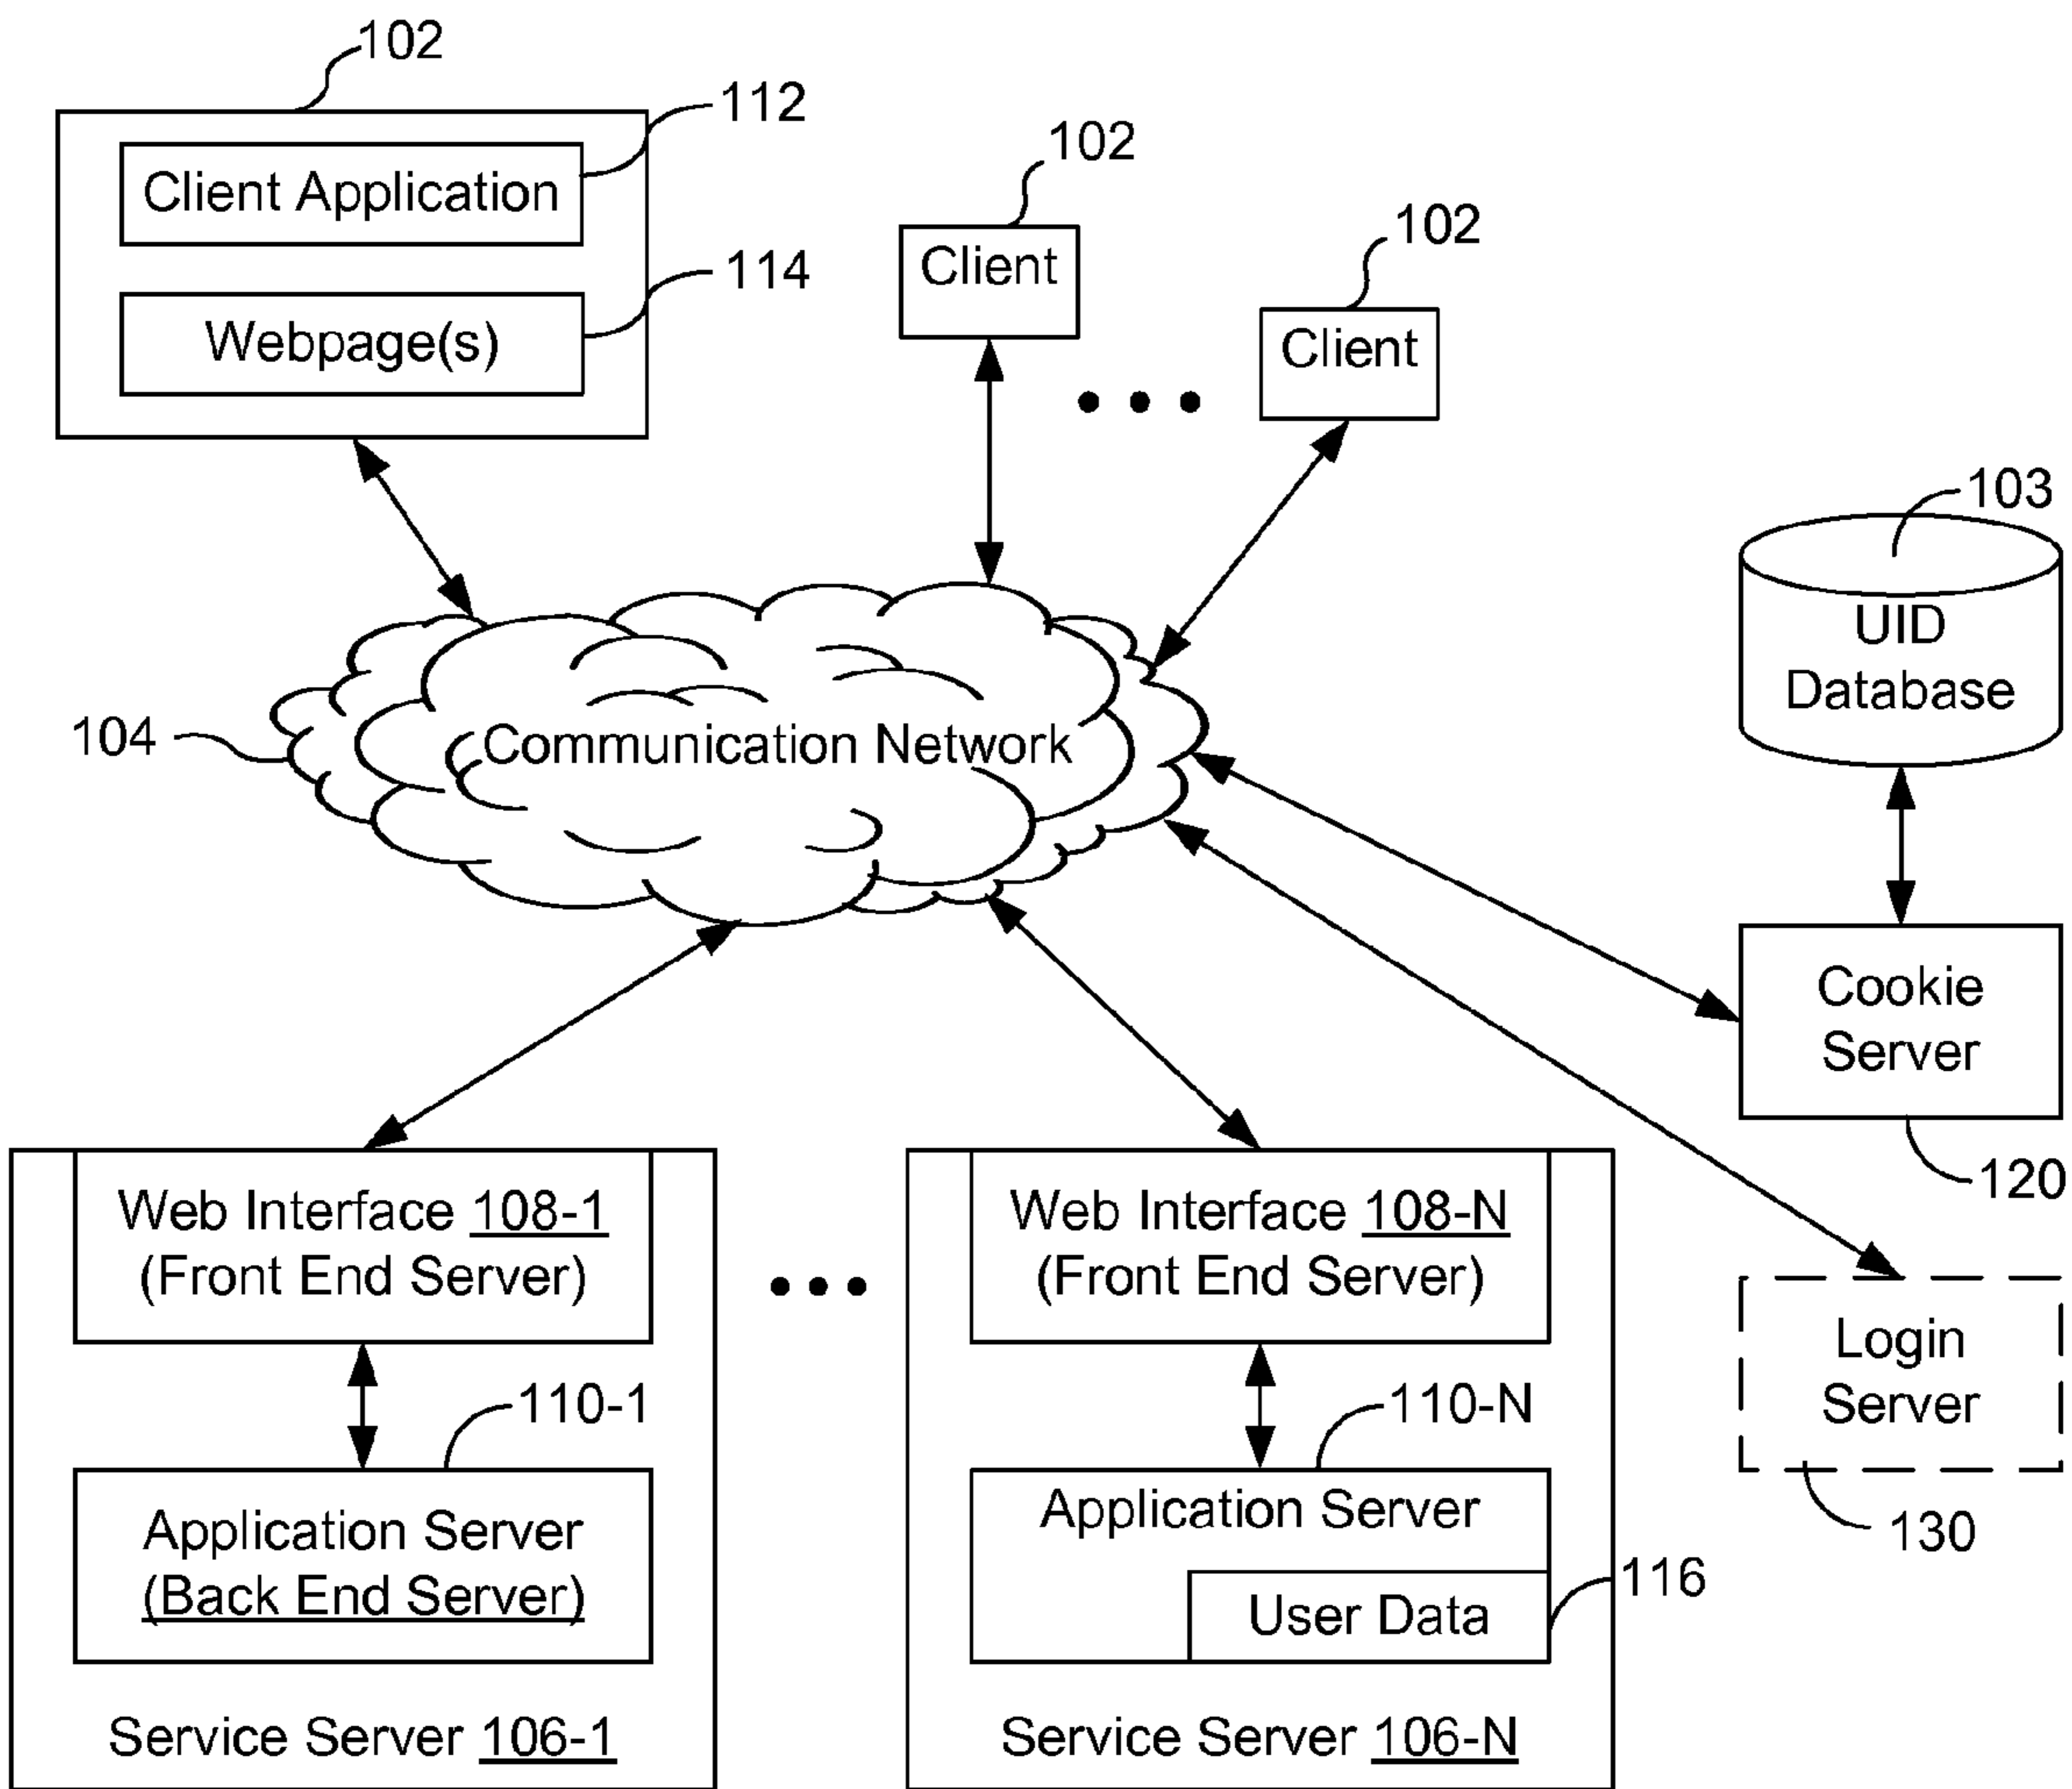 102
112
Client Application
114
Webpage(s)
102
Client
102
Client
103
UID
Database
104
Communication Network
Cookie
Server
120
Web Interface 108-1
(Front End Server)
110-1
Application Server
(Back End Server)
Service Server 106-1
Web Interface 108-N
(Front End Server)
110-N
Application Server
116
User Data
Service Server 106-N
Login
Server
130